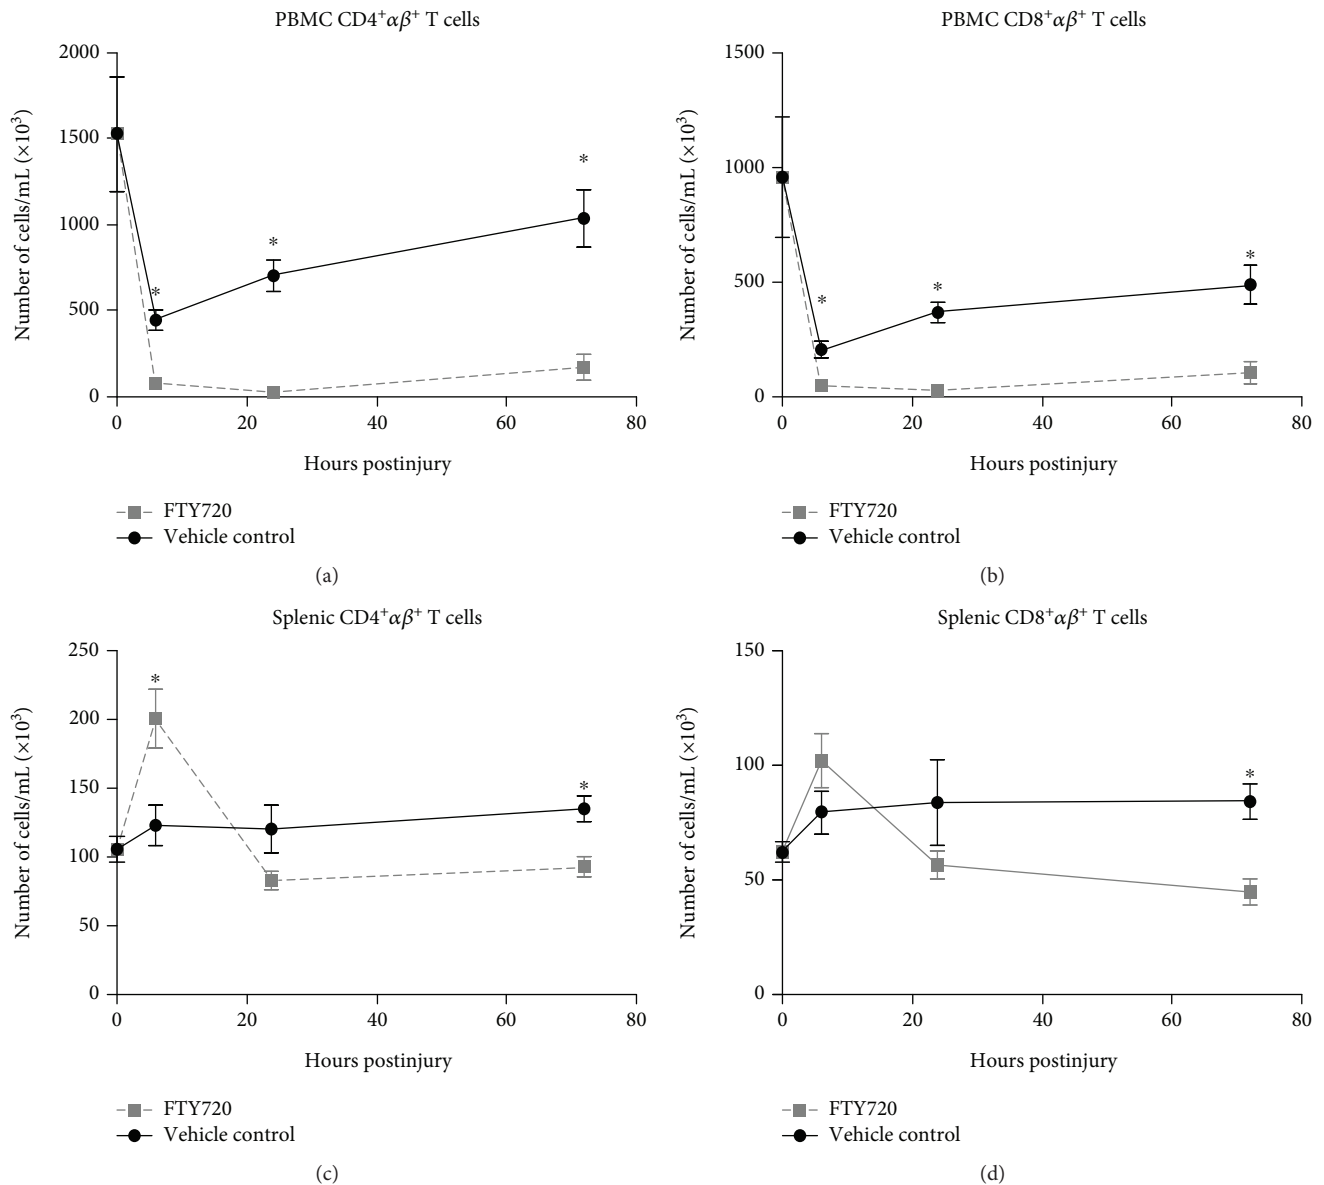 PBMC CD4⁺αβ⁺ T cells
Number of cells/mL (×10³)
2000
1500
1000
500
0
*
*
*
0 20 40 60 80
Hours postinjury
FTY720
Vehicle control
(a)
PBMC CD8⁺αβ⁺ T cells
Number of cells/mL (×10³)
1500
1000
500
0
*
*
*
0 20 40 60 80
Hours postinjury
FTY720
Vehicle control
(b)
Splenic CD4⁺αβ⁺ T cells
Number of cells/mL (×10³)
250
200
150
100
50
0
*
*
0 20 40 60 80
Hours postinjury
FTY720
Vehicle control
(c)
Splenic CD8⁺αβ⁺ T cells
Number of cells/mL (×10³)
150
100
50
0
*
0 20 40 60 80
Hours postinjury
FTY720
Vehicle control
(d)